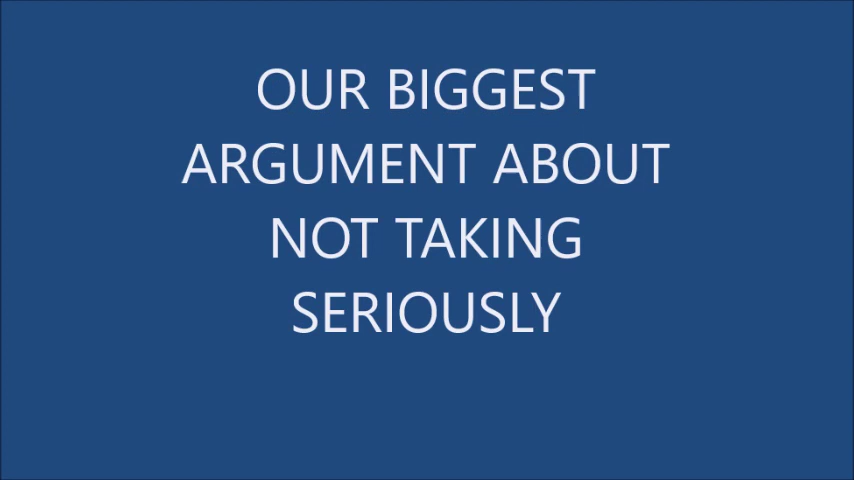 OUR BIGGEST
ARGUMENT ABOUT
NOT TAKING
SERIOUSLY